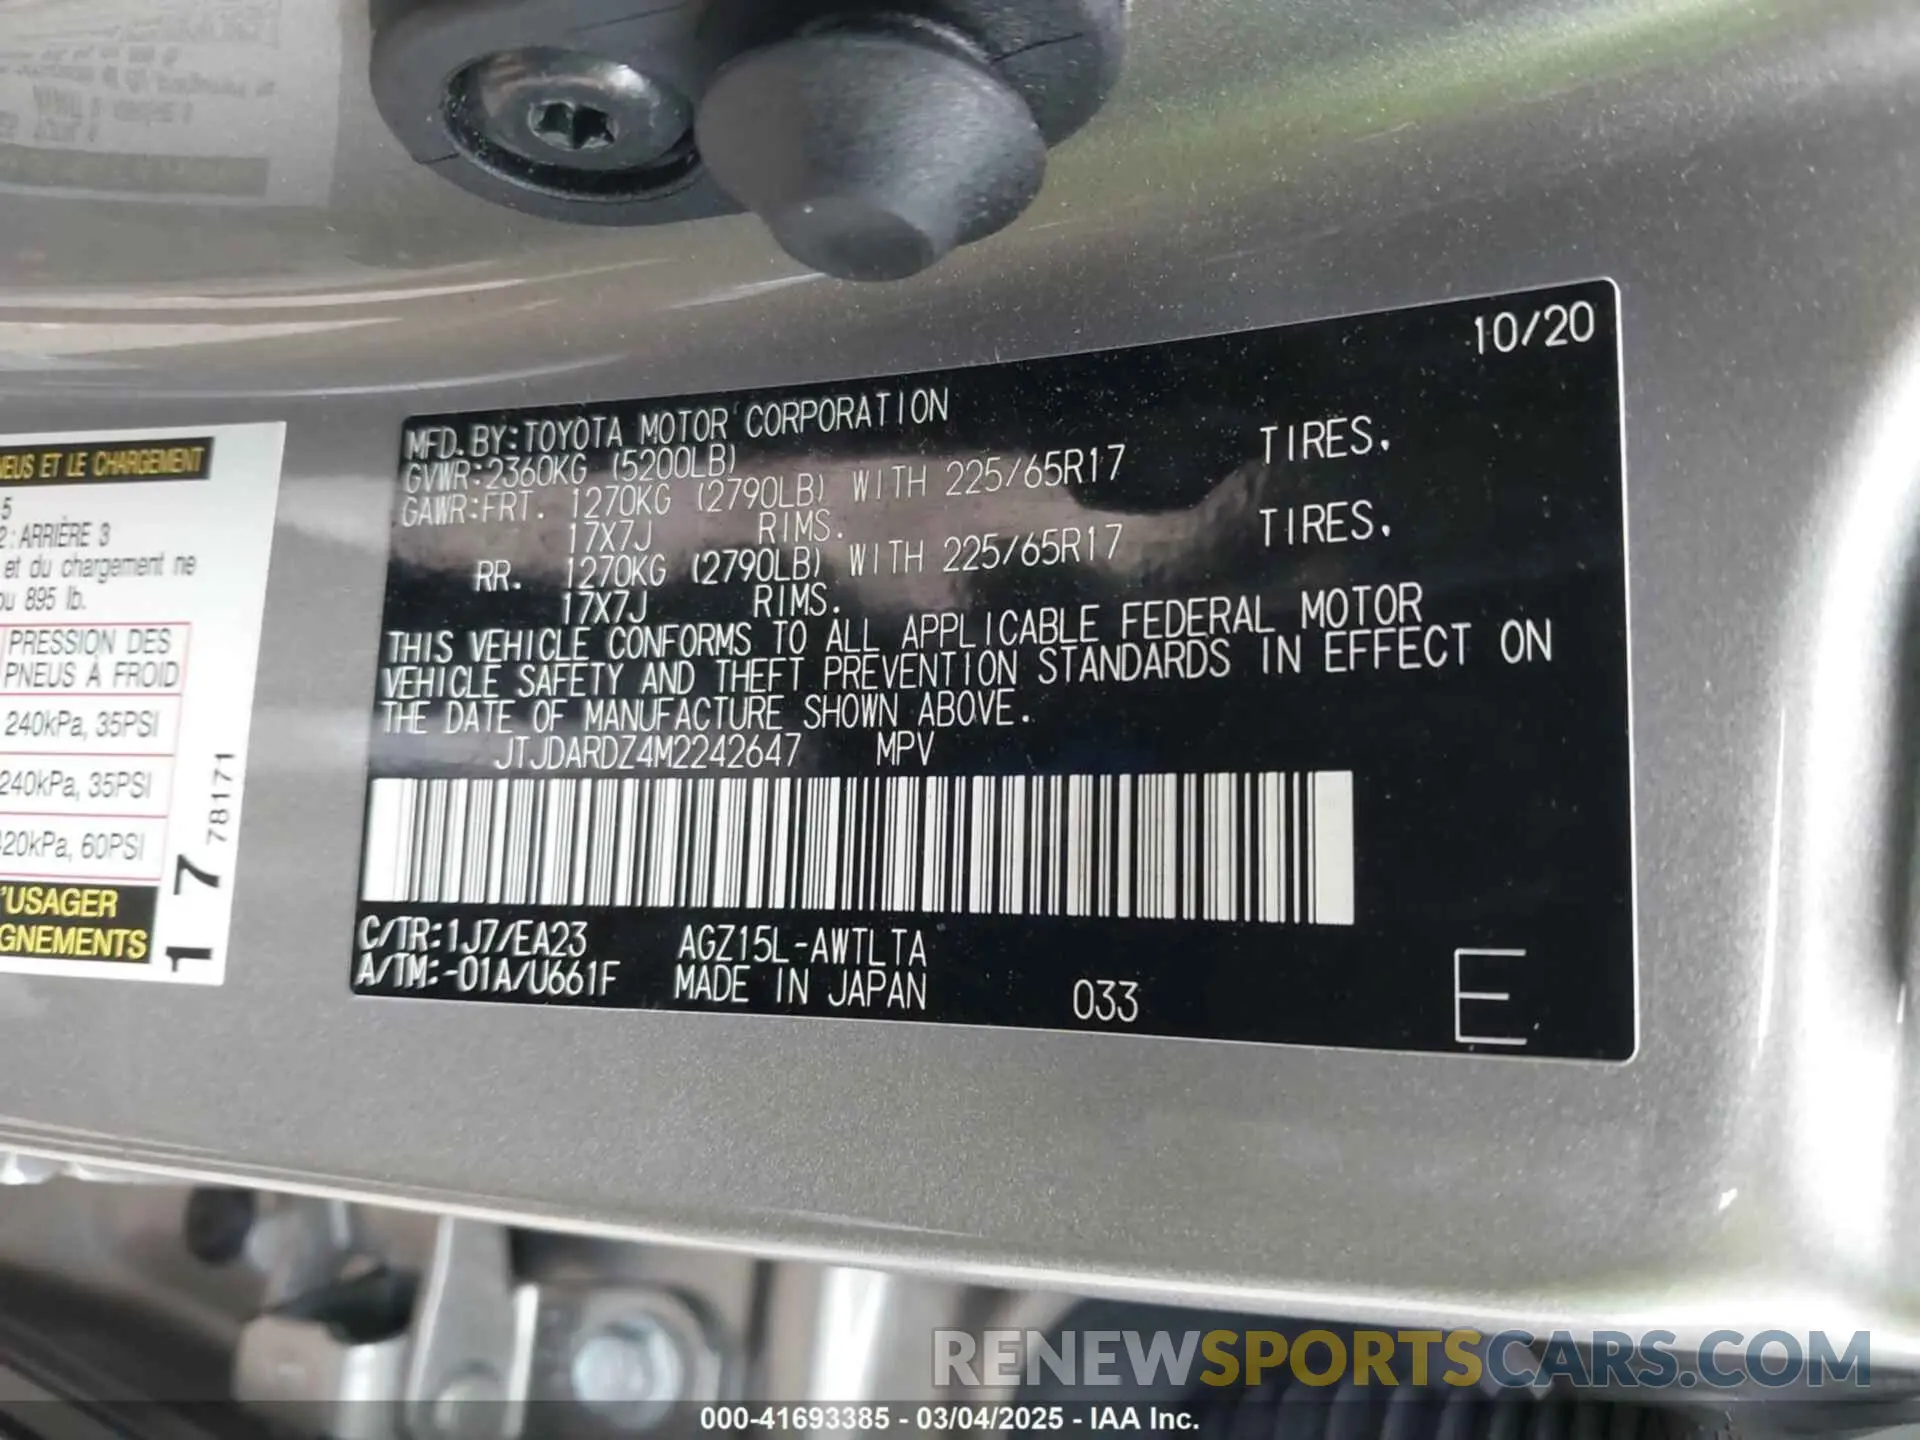 10/20
MFD.BY:TOYOTA MOTOR CORPORATION
GVWR:2360KG (5200LB)
GAWR:FRT. 1270KG (2790LB) WITH 225/65R17 TIRES,
17X7J RIMS.
RR. 1270KG (2790LB) WITH 225/65R17 TIRES,
17X7J RIMS.
THIS VEHICLE CONFORMS TO ALL APPLICABLE FEDERAL MOTOR
VEHICLE SAFETY AND THEFT PREVENTION STANDARDS IN EFFECT ON
THE DATE OF MANUFACTURE SHOWN ABOVE.
JTJDARDZ4M2242647 MPV
C/TR:1J7/EA23 AGZ15L-AWTLTA
A/TM:-01A/U661F MADE IN JAPAN 033 E
NEUS ET LE CHARGEMENT
5
2: ARRIÈRE 3
et du chargement ne
ou 895 lb.
PRESSION DES
PNEUS À FROID
240kPa, 35PSI
240kPa, 35PSI
420kPa, 60PSI
'USAGER
GNEMENTS
17 78171
RENEWSPORTSCARS.COM
000-41693385 - 03/04/2025 - IAA Inc.